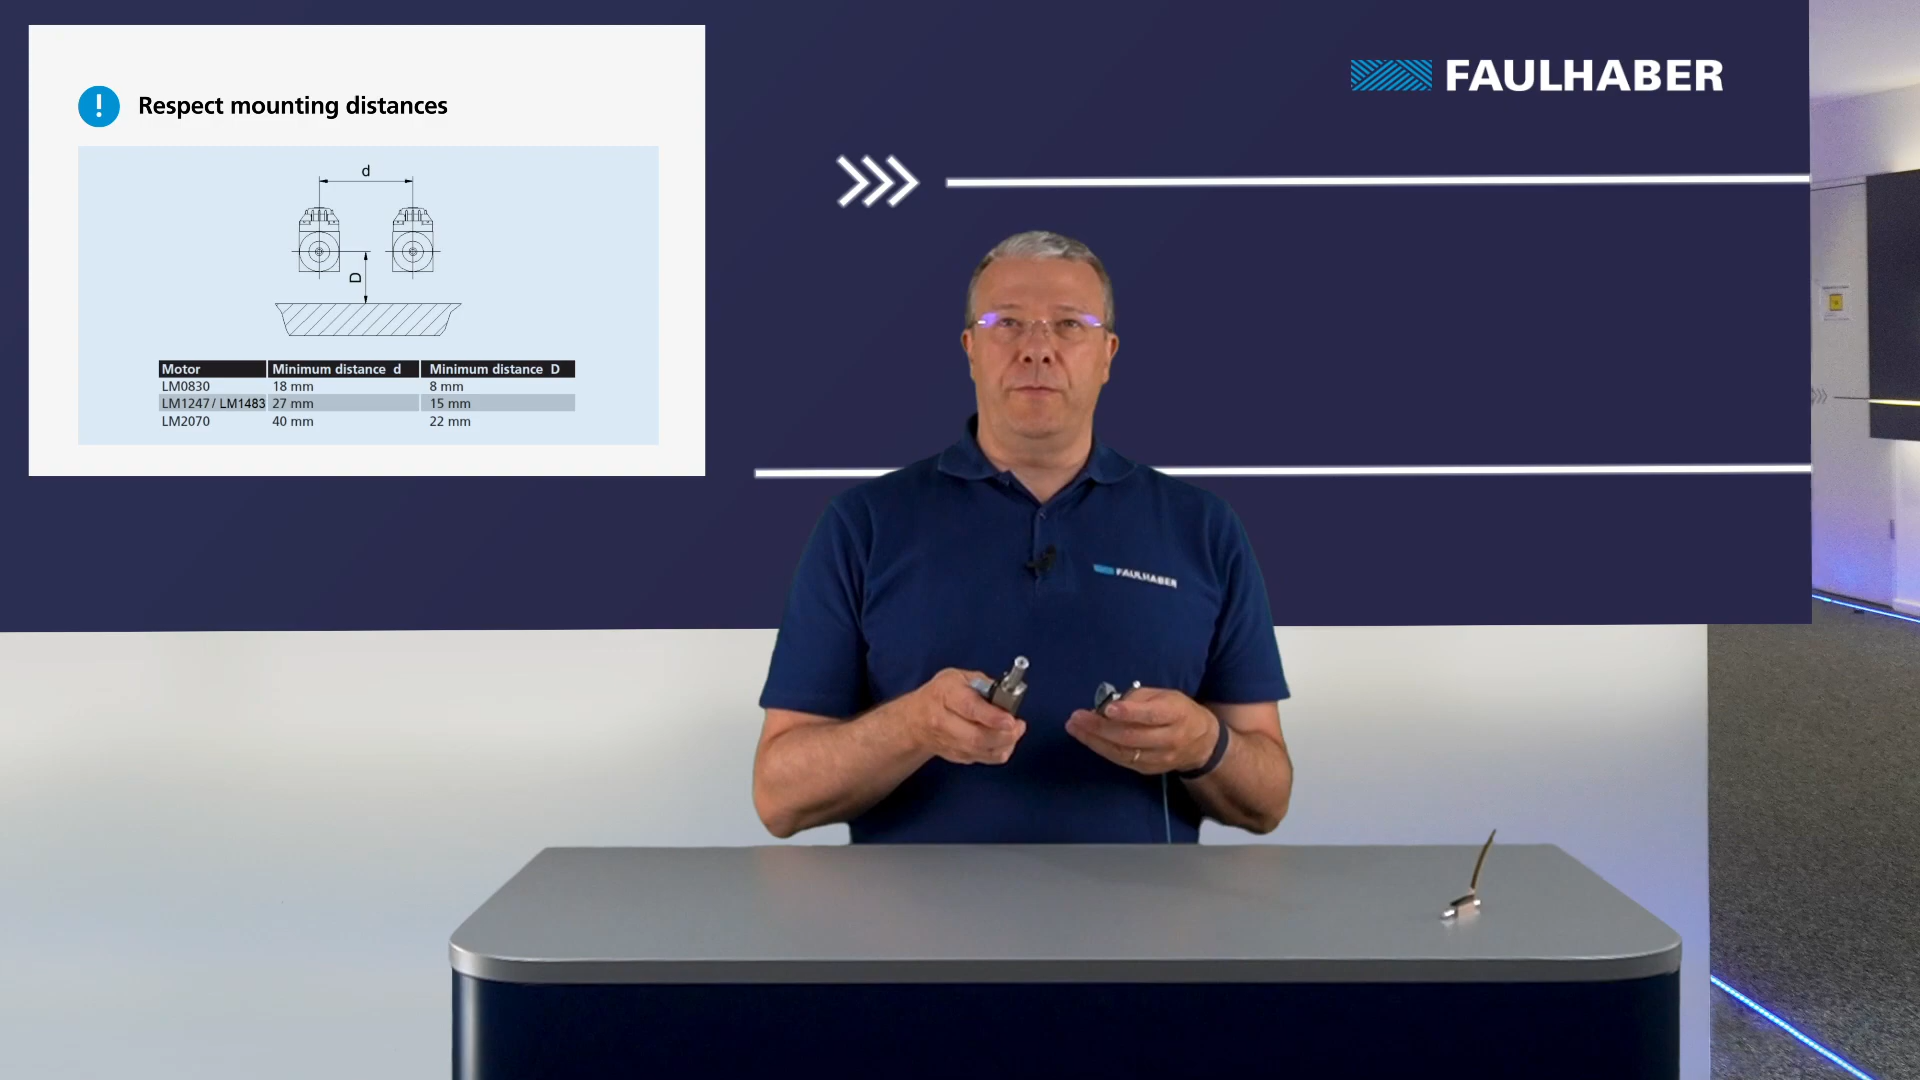 FAULHABER
! Respect mounting distances
d
D
Motor Minimum distance d Minimum distance D
LM0830 18 mm 8 mm
LM1247/ LM1483 27 mm 15 mm
LM2070 40 mm 22 mm
FAULHABER